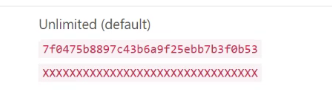 Unlimited (default)
7f0475b8897c43b6a9f25ebb7b3f0b53
XXXXXXXXXXXXXXXXXXXXXXXXXXXXXXXX